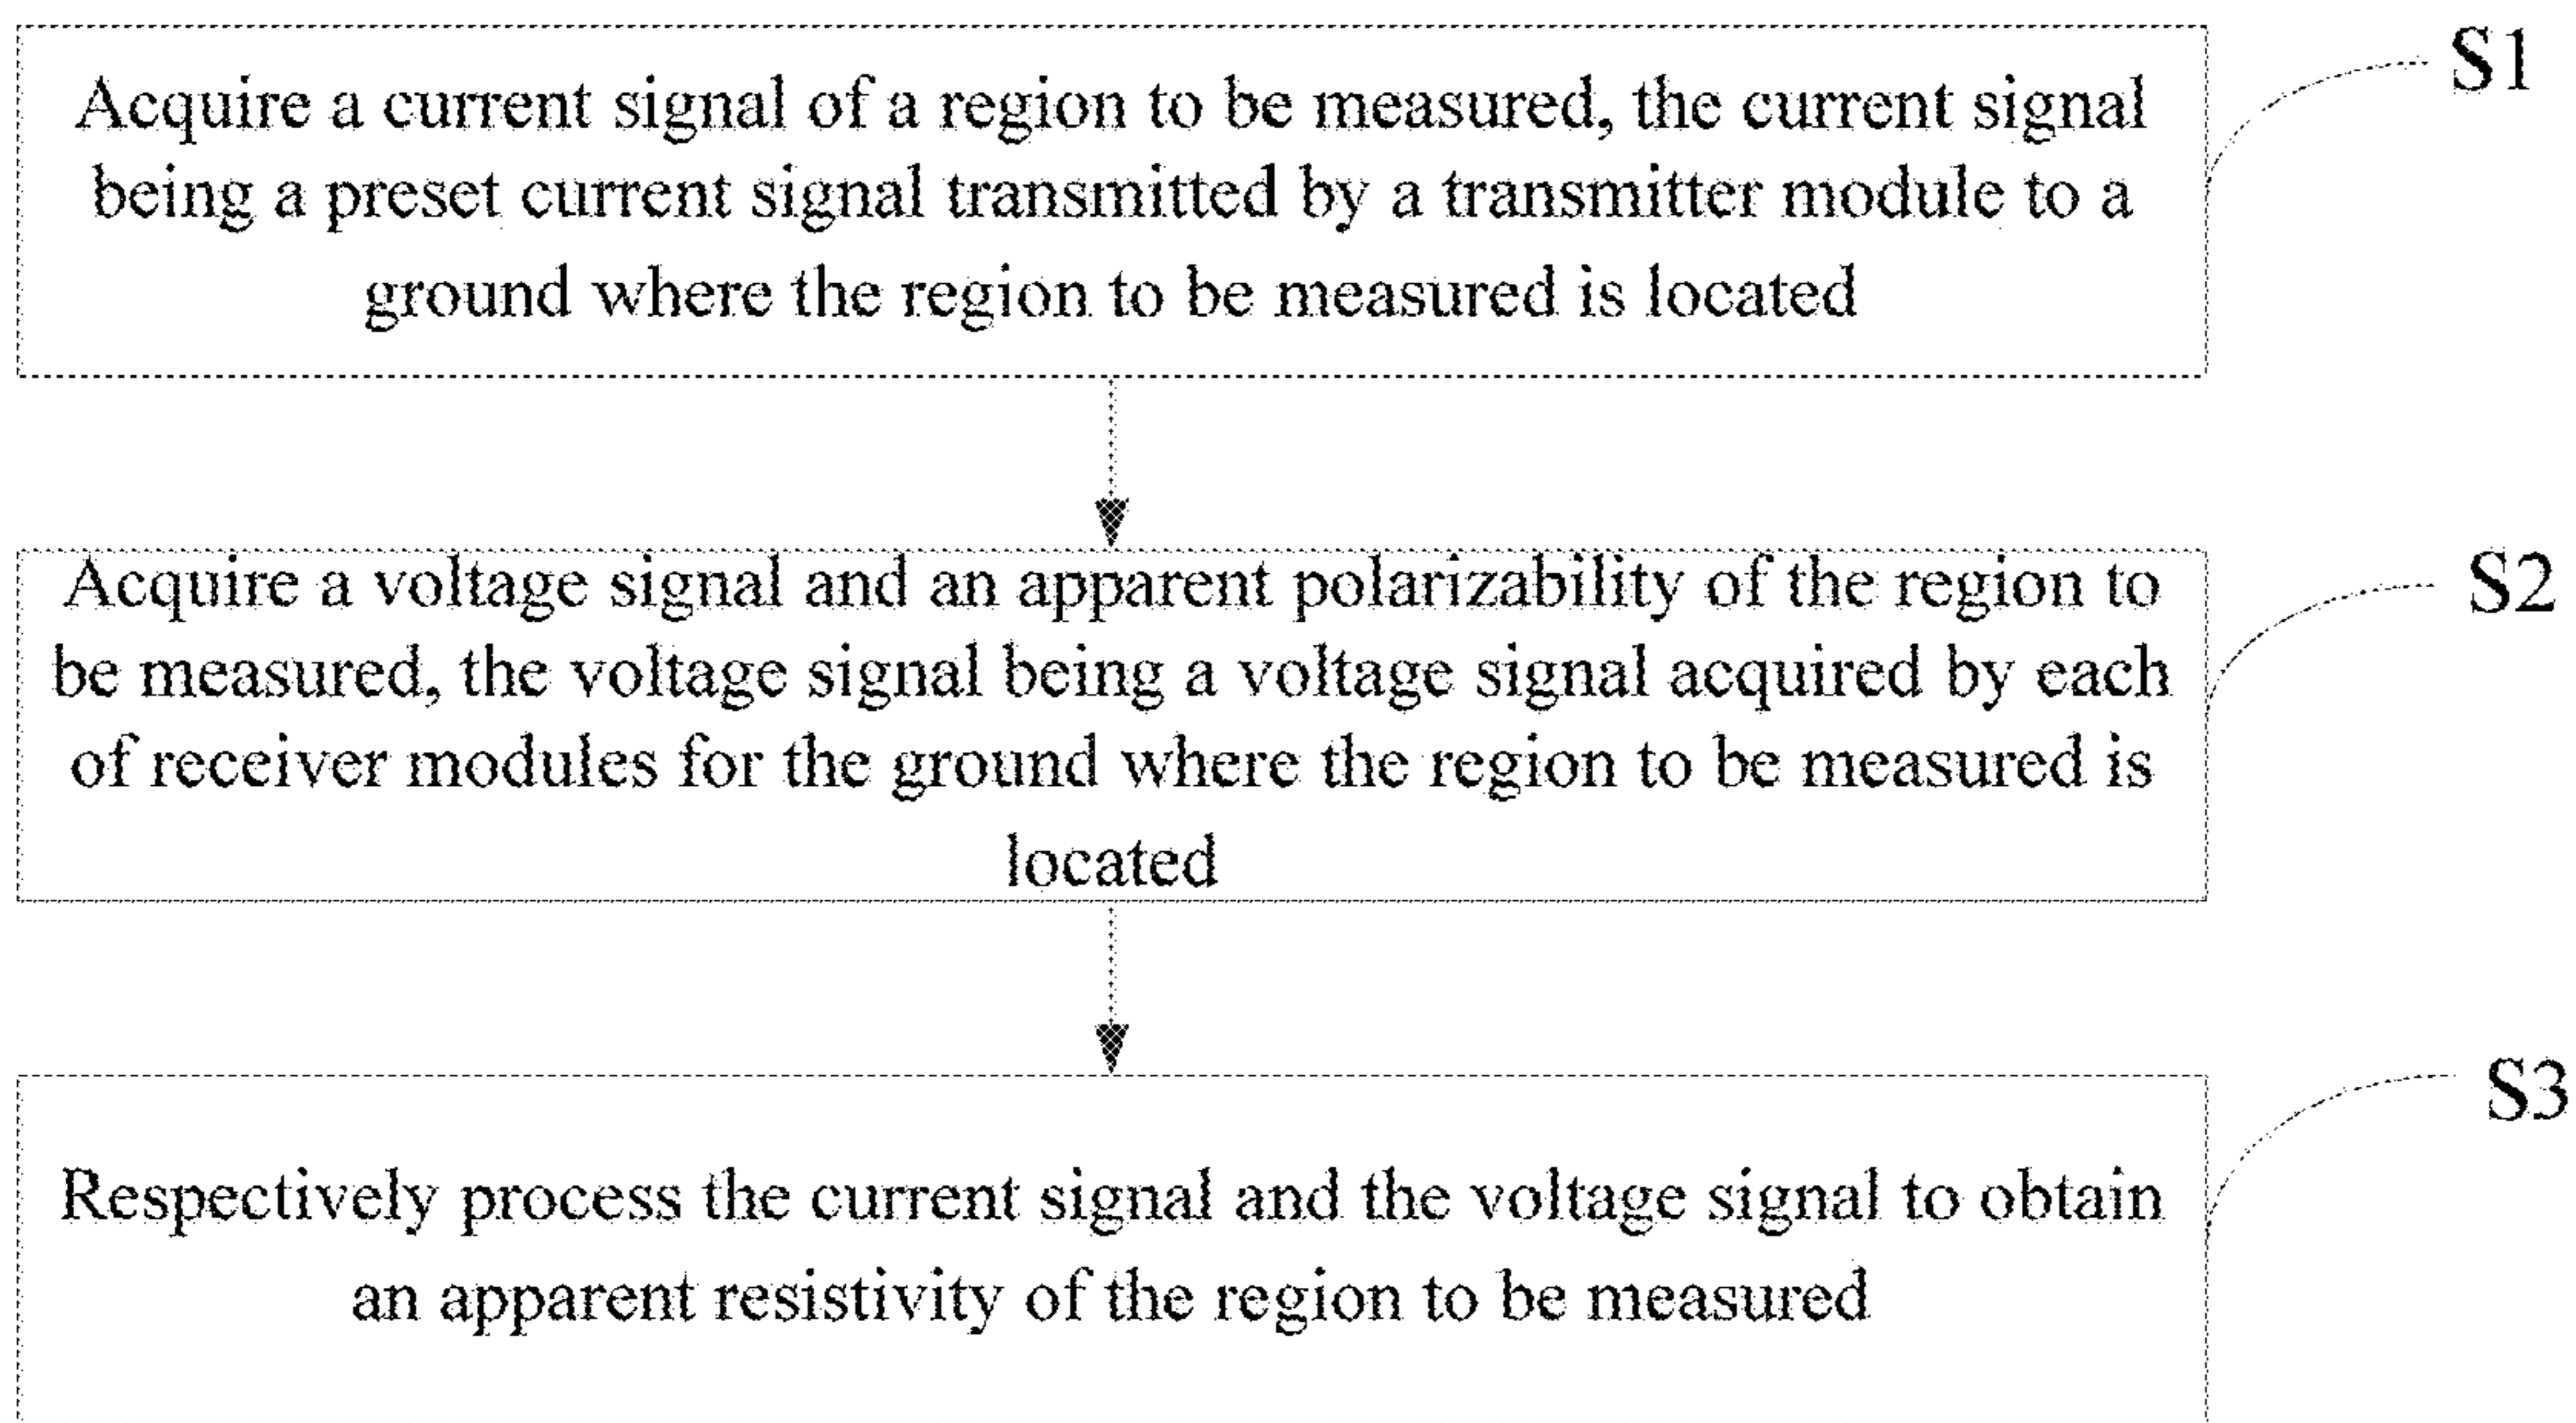 Acquire a current signal of a region to be measured, the current signal
being a preset current signal transmitted by a transmitter module to a
ground where the region to be measured is located
S1
Acquire a voltage signal and an apparent polarizability of the region to
be measured, the voltage signal being a voltage signal acquired by each
of receiver modules for the ground where the region to be measured is
located
S2
Respectively process the current signal and the voltage signal to obtain
an apparent resistivity of the region to be measured
S3